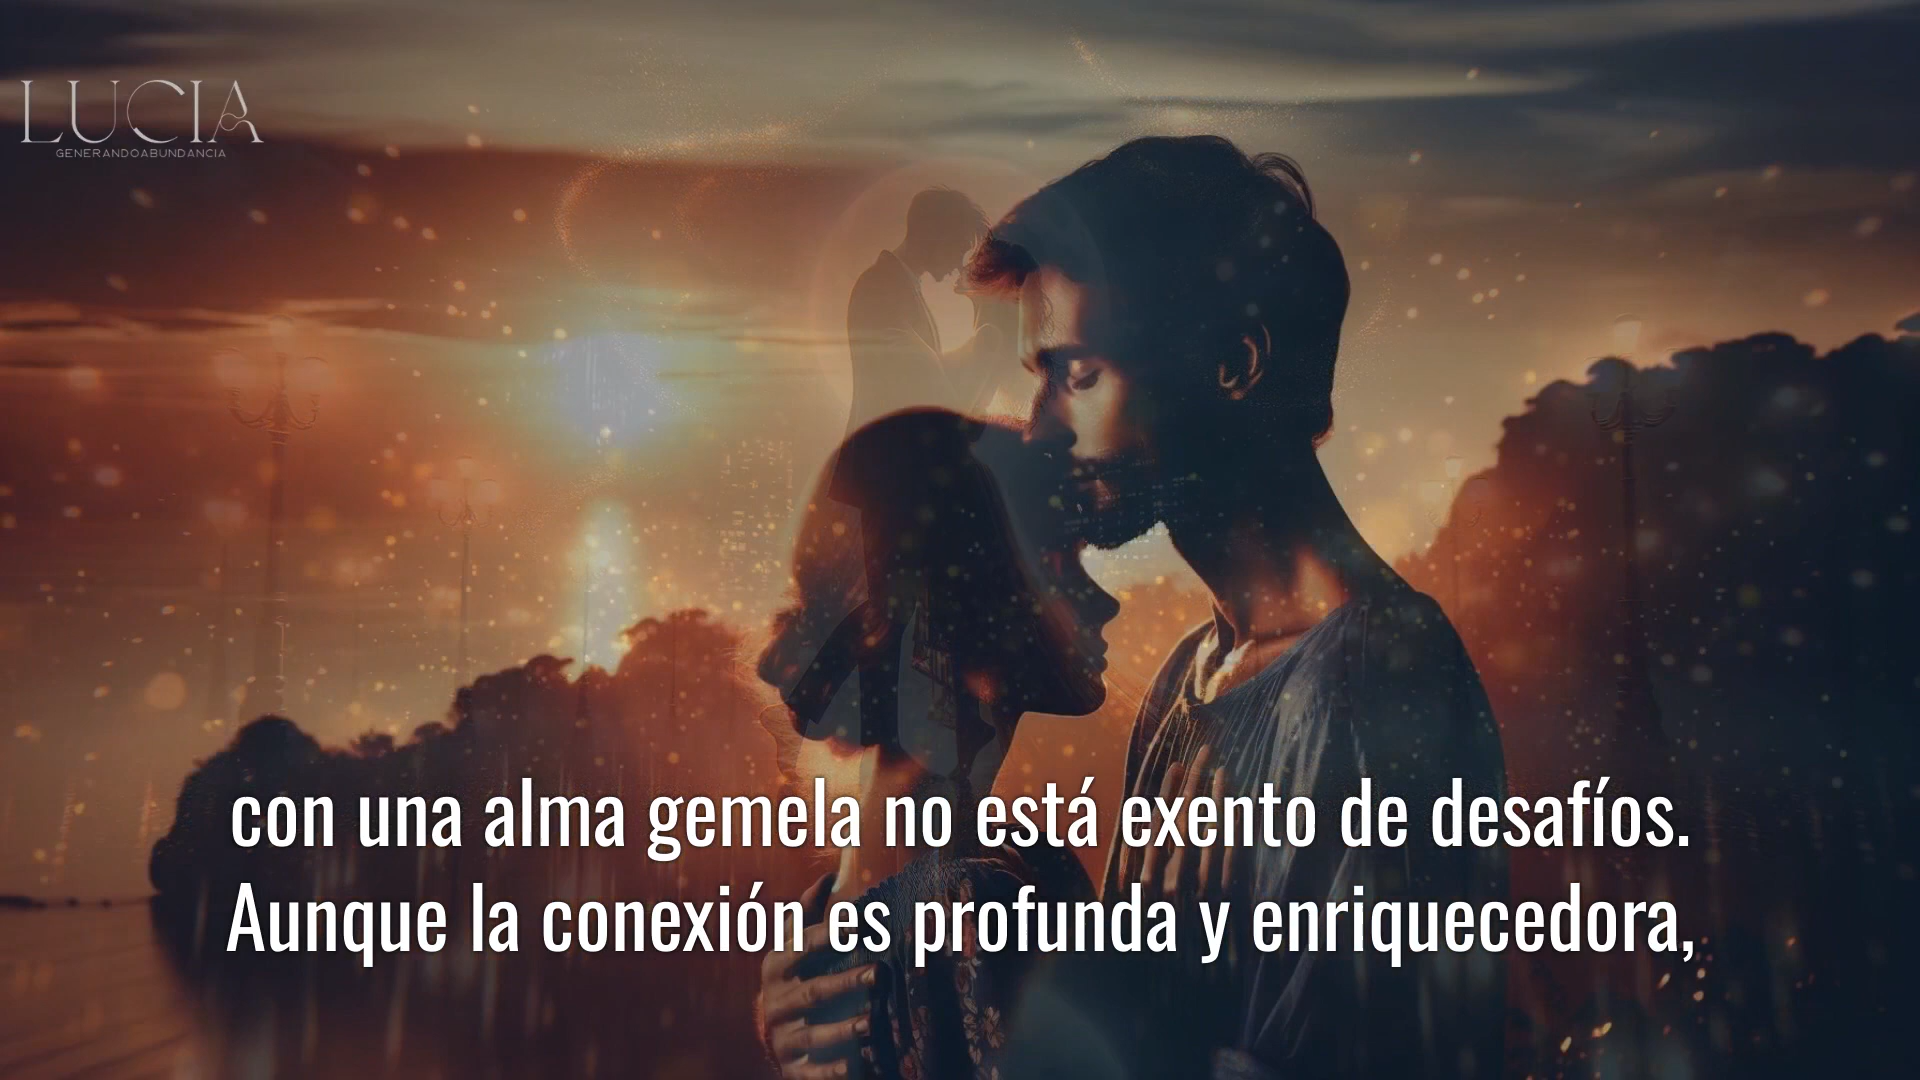 LUCIA
GENERANDOABUNDANCIA
con una alma gemela no está exento de desafíos.
Aunque la conexión es profunda y enriquecedora,